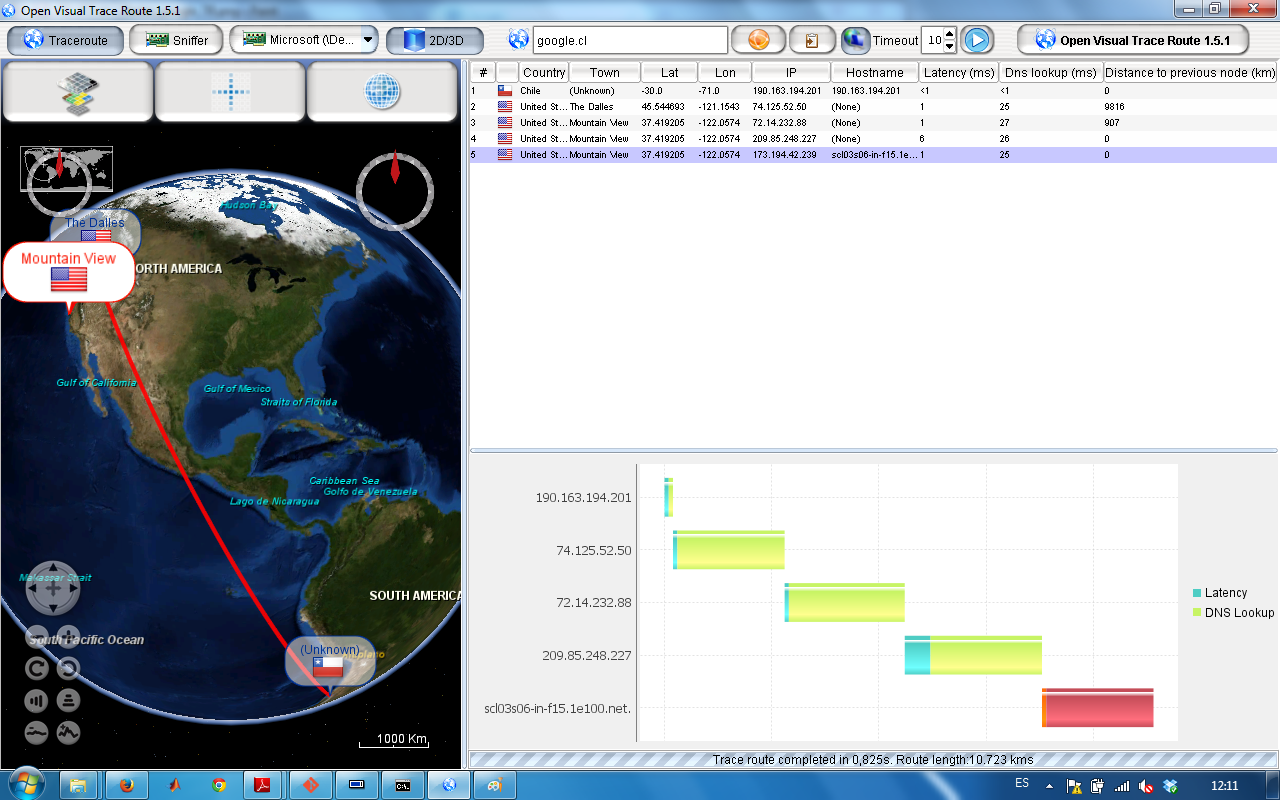 Open Visual Trace Route 1.5.1
Traceroute
Sniffer
Microsoft (\De...
2D/3D
google.cl
Timeout
10
Open Visual Trace Route 1.5.1
# Country Town Lat Lon IP Hostname Latency (ms) Dns lookup (ms) Distance to previous node (km)
1 Chile (Unknown) -30.0 -71.0 190.163.194.201 190.163.194.201 <1 <1 0
2 United St... The Dalles 45.544693 -121.1543 74.125.52.50 (None) 1 25 9816
3 United St... Mountain View 37.419205 -122.0574 72.14.232.88 (None) 1 27 907
4 United St... Mountain View 37.419205 -122.0574 209.85.248.227 (None) 6 26 0
5 United St... Mountain View 37.419205 -122.0574 173.194.42.239 scl03s06-in-f15.1e... 1 25 0
Hudson Bay
The Dalles
Mountain View
ORTH AMERICA
Gulf of California
Gulf of Mexico
Straits of Florida
Caribbean Sea
Golfo de Venezuela
Lago de Nicaragua
Makassar Strait
SOUTH AMERICA
South Pacific Ocean
(Unknown)
1000 Km
190.163.194.201
74.125.52.50
72.14.232.88
209.85.248.227
scl03s06-in-f15.1e100.net.
Latency
DNS Lookup
Trace route completed in 0,825s. Route length:10.723 kms
ES
12:11